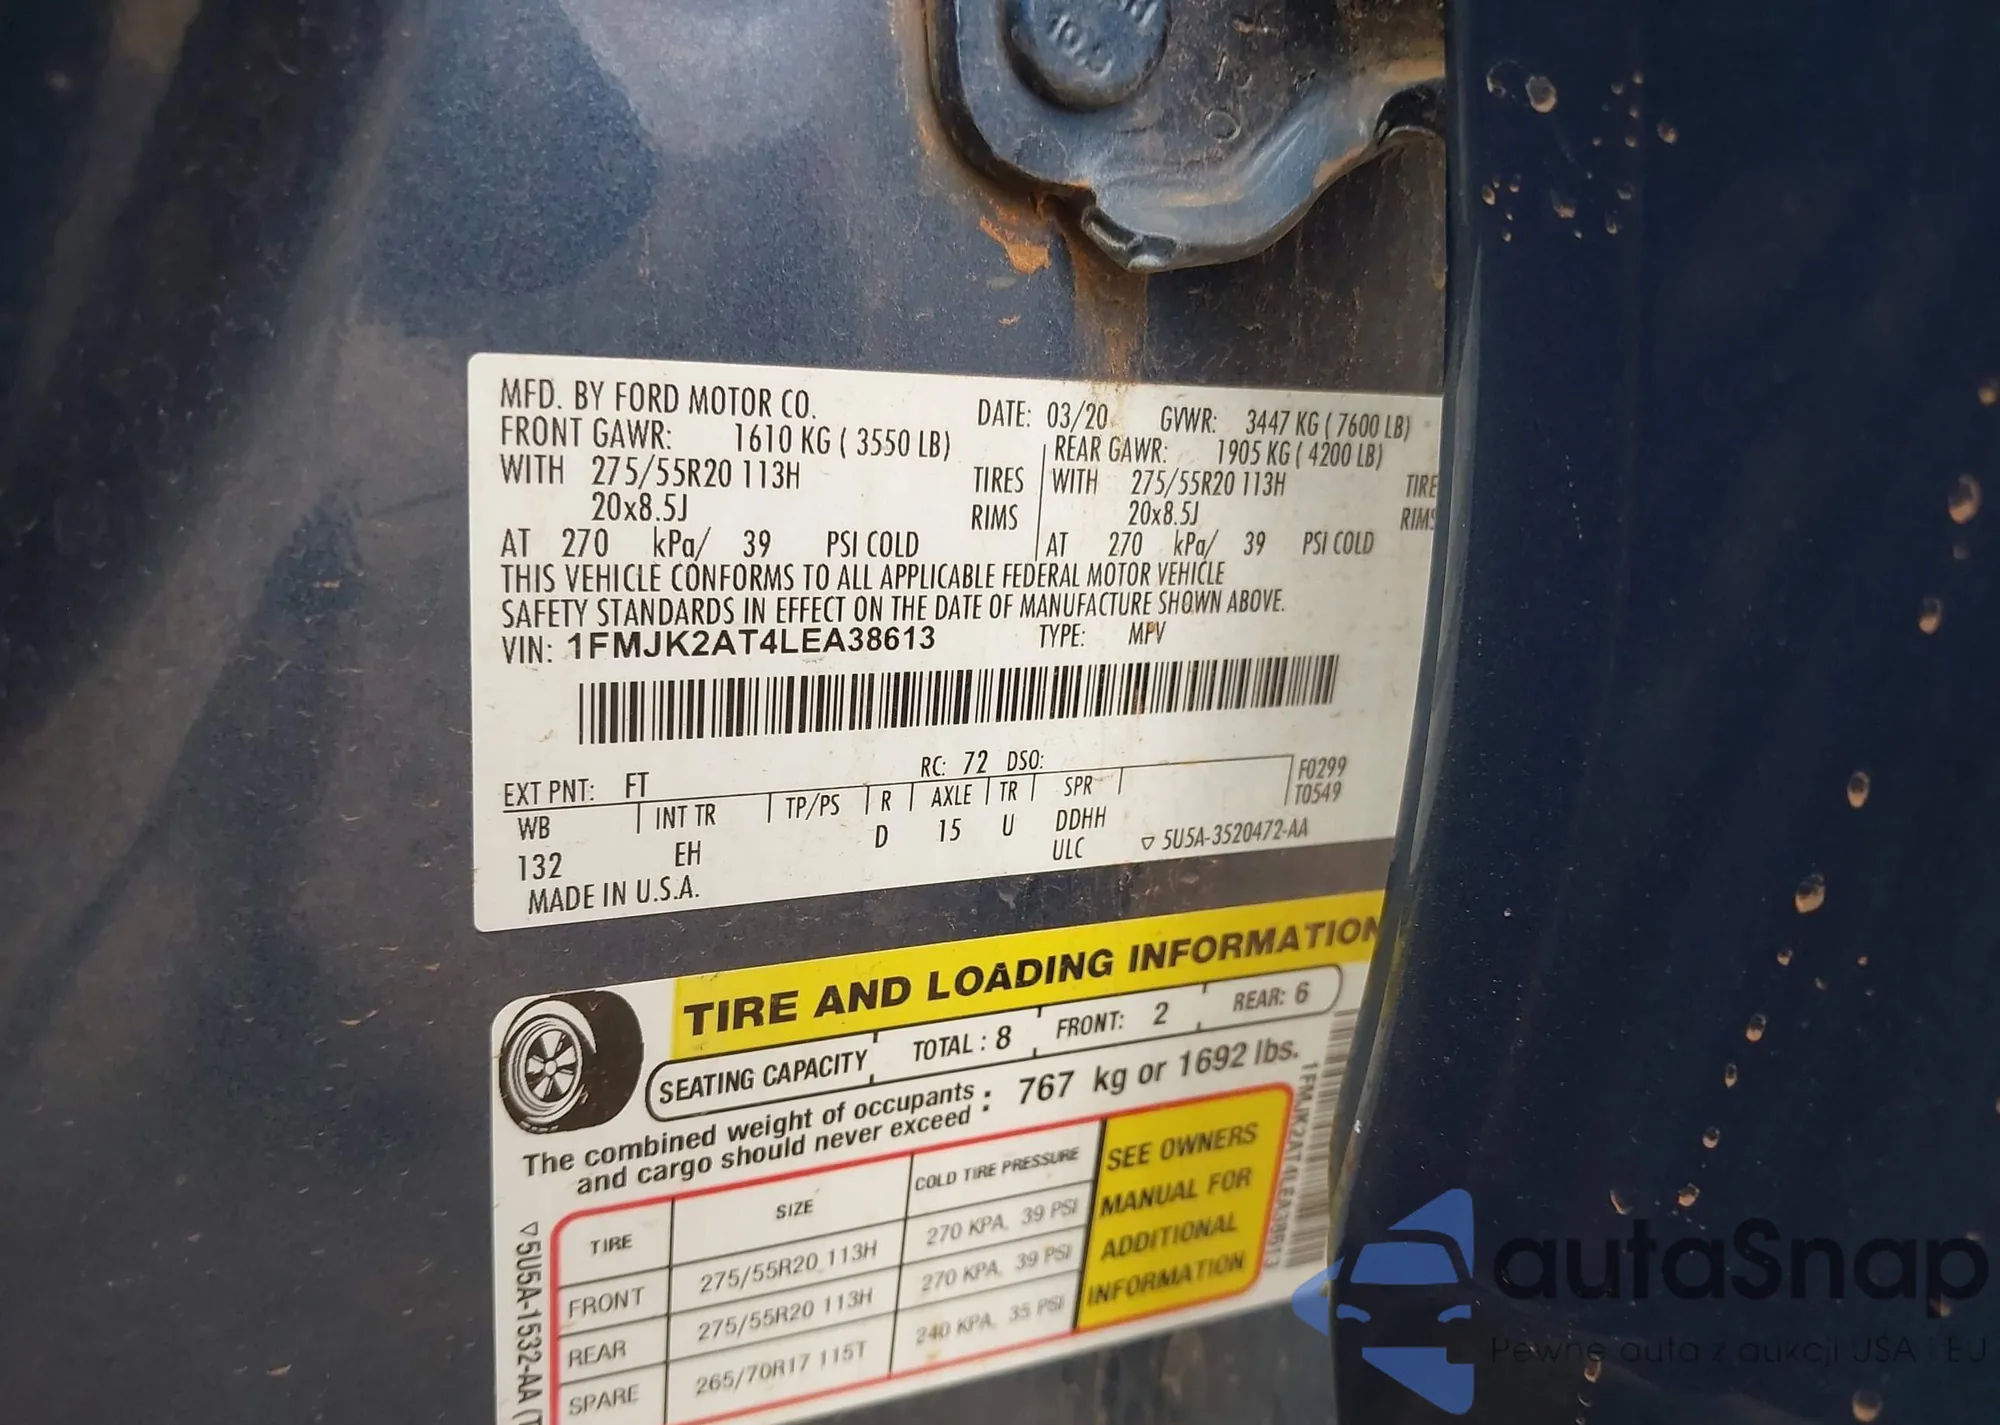 MFD. BY FORD MOTOR CO. DATE: 03/20 GVWR: 3447 KG ( 7600 LB)
FRONT GAWR: 1610 KG ( 3550 LB) REAR GAWR: 1905 KG ( 4200 LB)
WITH 275/55R20 113H TIRES WITH 275/55R20 113H TIRE
20x8.5J RIMS 20x8.5J RIMS
AT 270 kPa/ 39 PSI COLD AT 270 kPa/ 39 PSI COLD
THIS VEHICLE CONFORMS TO ALL APPLICABLE FEDERAL MOTOR VEHICLE
SAFETY STANDARDS IN EFFECT ON THE DATE OF MANUFACTURE SHOWN ABOVE.
VIN: 1FMJK2AT4LEA38613 TYPE: MPV
EXT PNT: FT RC: 72 DSO: F0299
WB INT TR TP/PS R AXLE TR SPR T0549
132 EH D 15 U DDHH
ULC ▽ 5U5A-3520472-AA
MADE IN U.S.A.
TIRE AND LOADING INFORMATION
SEATING CAPACITY TOTAL : 8 FRONT: 2 REAR: 6
The combined weight of occupants
and cargo should never exceed : 767 kg or 1692 lbs.
TIRE SIZE COLD TIRE PRESSURE
FRONT 275/55R20 113H 270 KPA, 39 PSI
REAR 275/55R20 113H 270 KPA, 39 PSI
SPARE 265/70R17 115T 240 KPA, 35 PSI
SEE OWNERS
MANUAL FOR
ADDITIONAL
INFORMATION
1FMJK2AT4LEA38613
▽5U5A-1532-AA (T
autaSnap
Pewne auta z aukcji USA i EU